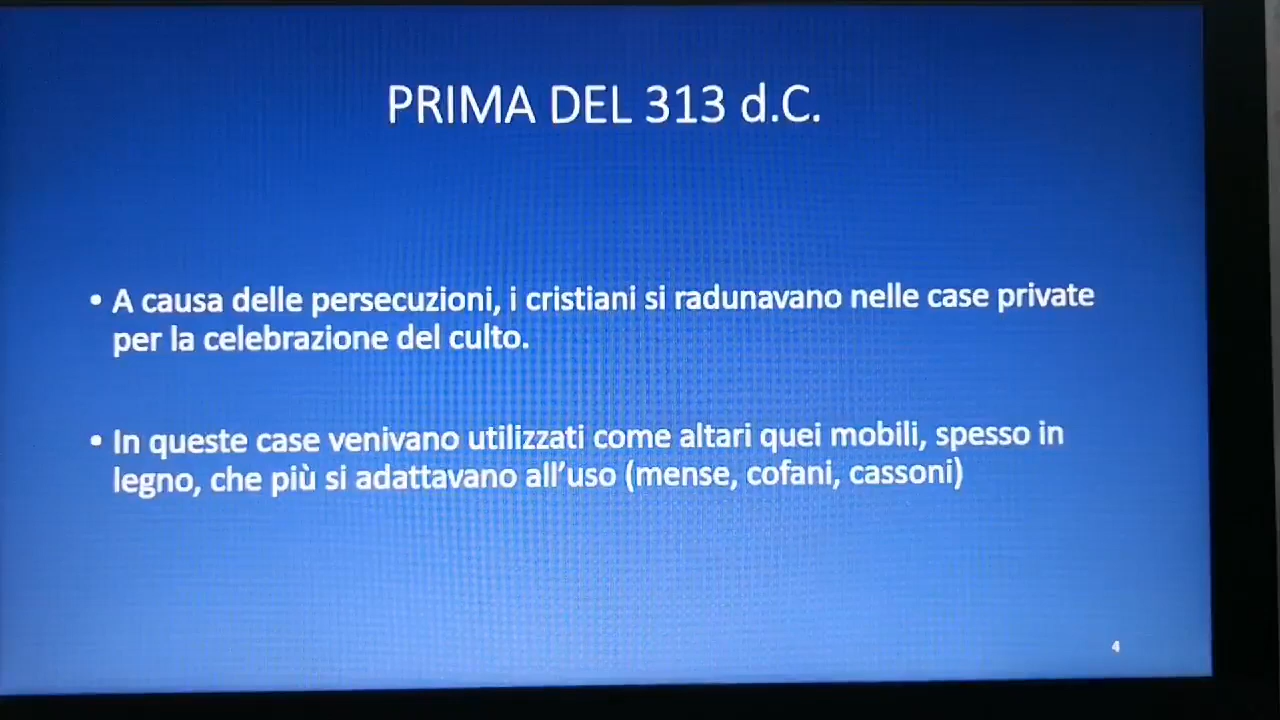 PRIMA DEL 313 d.C.
• A causa delle persecuzioni, i cristiani si radunavano nelle case private
per la celebrazione del culto.
• In queste case venivano utilizzati come altari quei mobili, spesso in
legno, che più si adattavano all’uso (mense, cofani, cassoni)
4